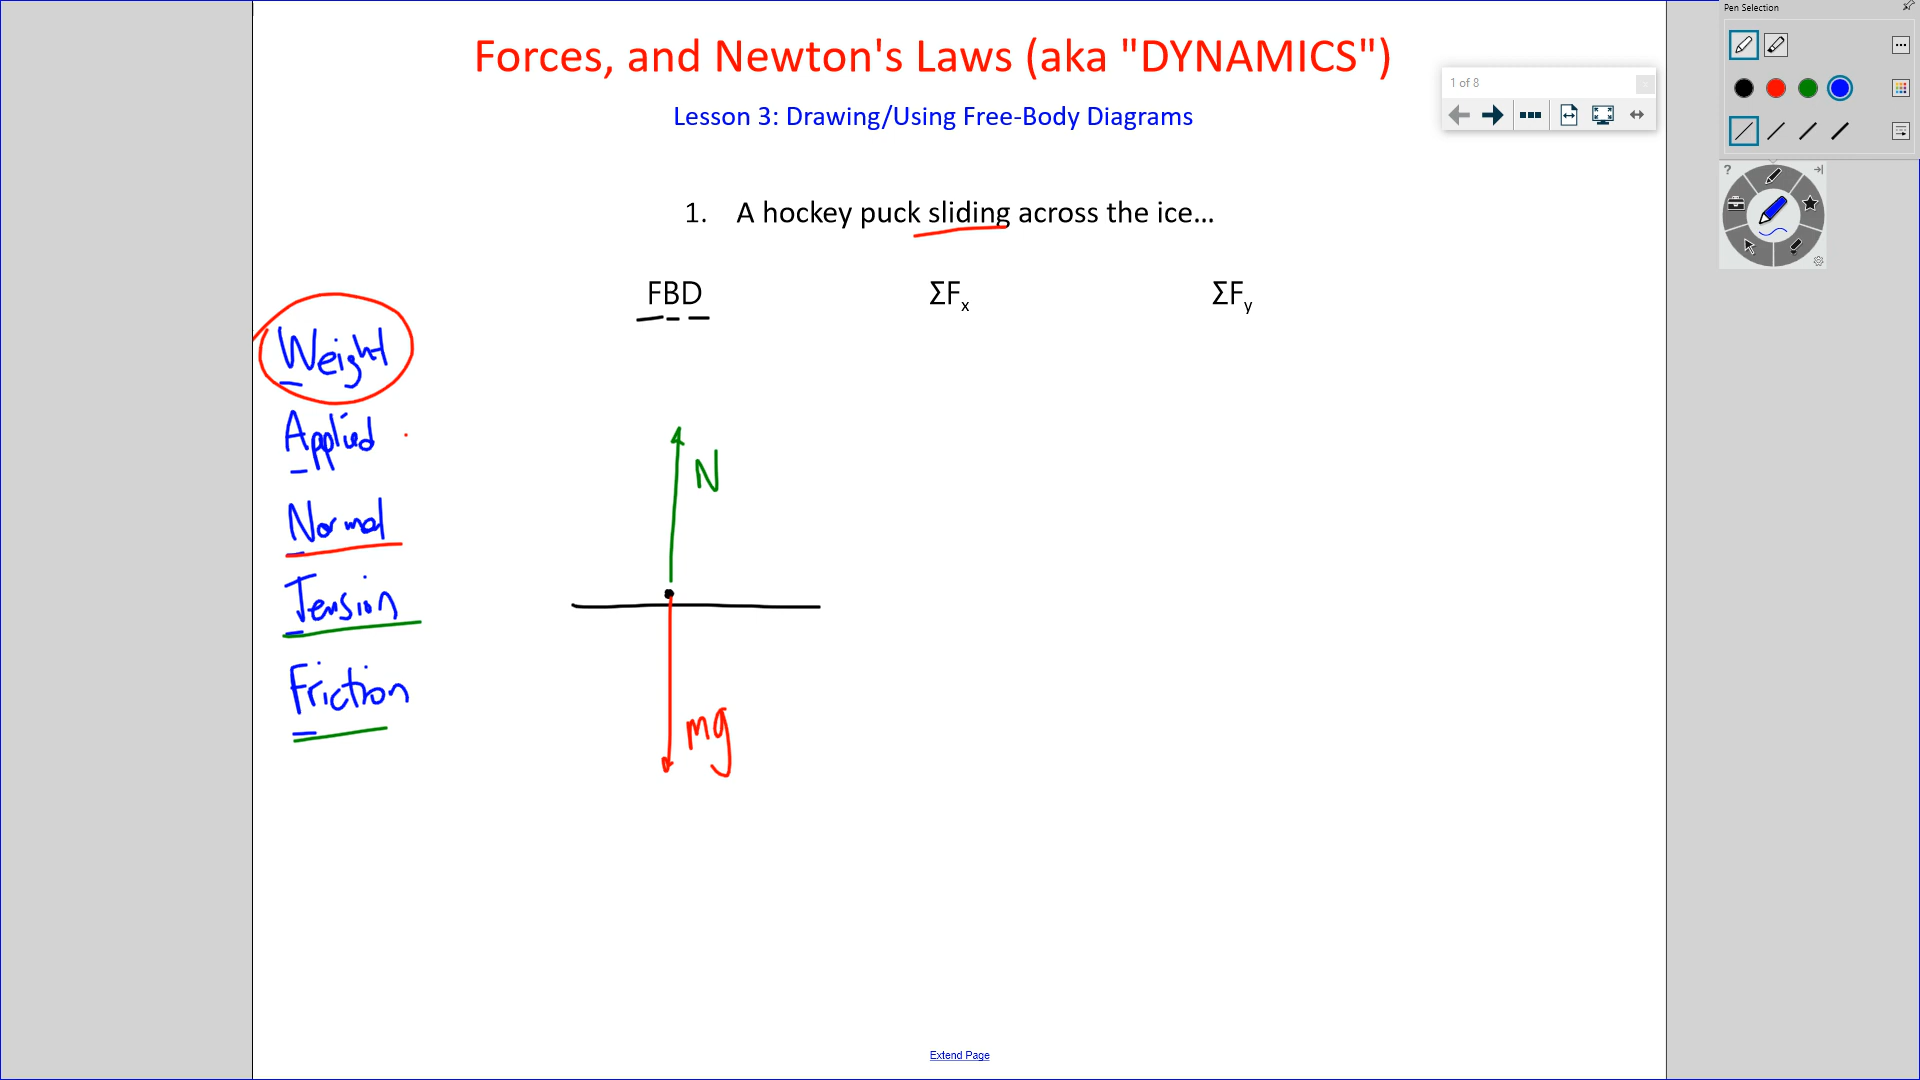 Pen Selection
Forces, and Newton's Laws (aka "DYNAMICS")
1 of 8
Lesson 3: Drawing/Using Free-Body Diagrams
1. A hockey puck sliding across the ice...
FBD ΣFx ΣFy
Weight
Applied
Normal
Tension
Friction
N
mg
Extend Page